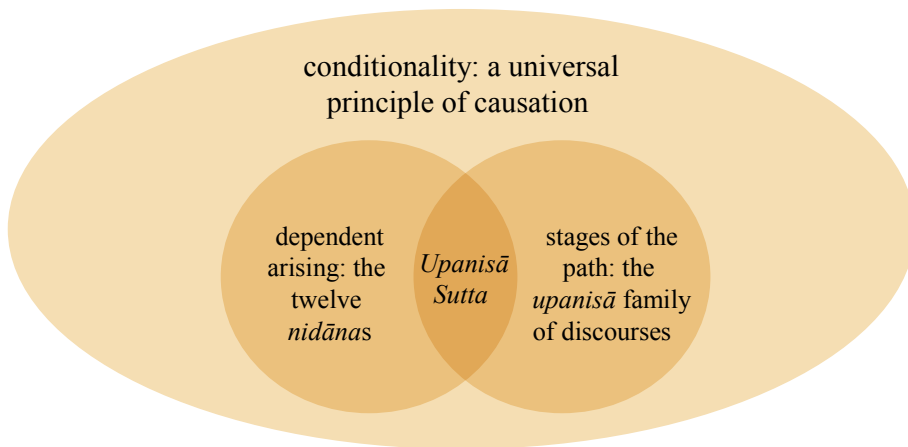 conditionality: a universal
principle of causation
dependent
arising: the
twelve
nidānas
Upanisā
Sutta
stages of the
path: the
upanisā family
of discourses